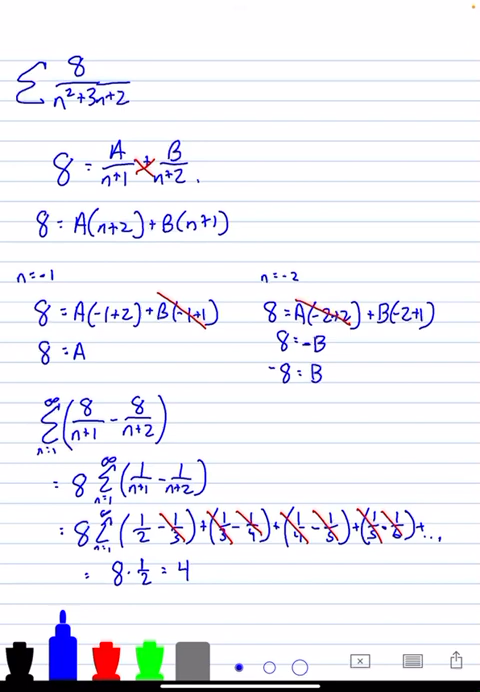 Σ 8/(n²+3n+2)
8 = A/(n+1) + B/(n+2).
8 = A(n+2) + B(n+1)
n = -1
8 = A(-1+2) + B(-1+1)
8 = A
n = -2
8 = A(-2+2) + B(-2+1)
8 = -B
-8 = B
∞ Σ n=1 (8/(n+1) - 8/(n+2))
= 8 ∞ Σ n=1 (1/(n+1) - 1/(n+2))
= 8 ∞ Σ n=1 (1/2 - 1/3) + (1/3 - 1/4) + (1/4 - 1/5) + (1/5 - 1/6) + ...
= 8 · 1/2 = 4